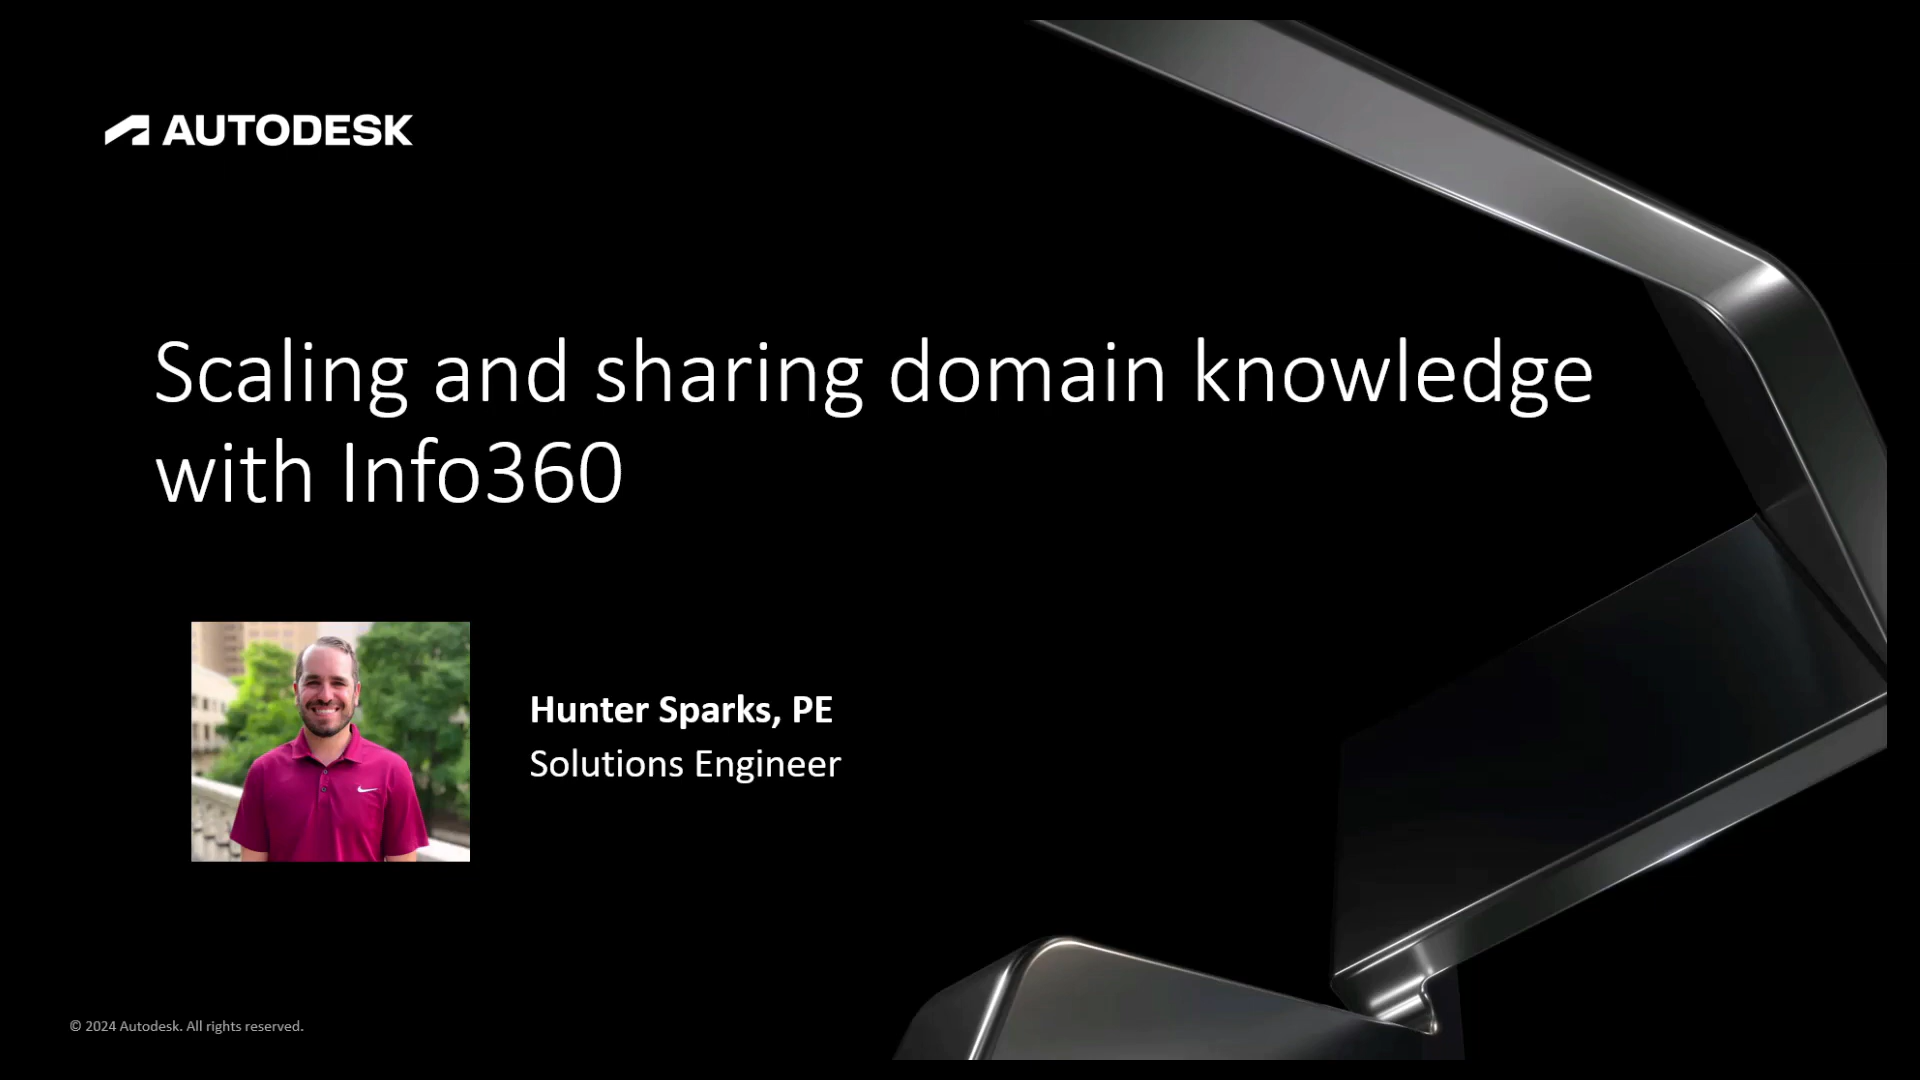 AUTODESK
Scaling and sharing domain knowledge
with Info360
Hunter Sparks, PE
Solutions Engineer
© 2024 Autodesk. All rights reserved.